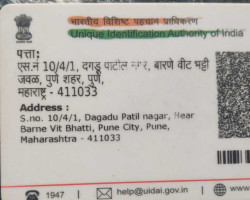 भारतीय विशिष्ट पहचान प्राधिकरण
Unique Identification Authority of India
पत्ता:
एस.नं 10/4/1, दगडू पाटील नगर, बारणे वीट भट्टी
जवळ, पुणे शहर, पुणे,
महाराष्ट्र - 411033
Address :
S.no. 10/4/1, Dagadu Patil nagar, Near
Barne Vit Bhatti, Pune City, Pune,
Maharashtra - 411033
1947
help@uidai.gov.in
www